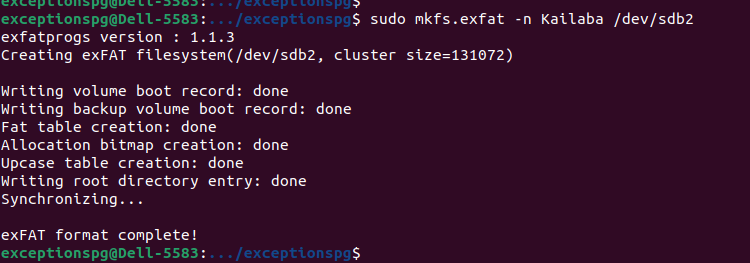 exceptionspg@Dell-5583:.../exceptionspg$
exceptionspg@Dell-5583:.../exceptionspg$ sudo mkfs.exfat -n Kailaba /dev/sdb2
exfatprogs version : 1.1.3
Creating exFAT filesystem(/dev/sdb2, cluster size=131072)
Writing volume boot record: done
Writing backup volume boot record: done
Fat table creation: done
Allocation bitmap creation: done
Upcase table creation: done
Writing root directory entry: done
Synchronizing...
exFAT format complete!
exceptionspg@Dell-5583:.../exceptionspg$